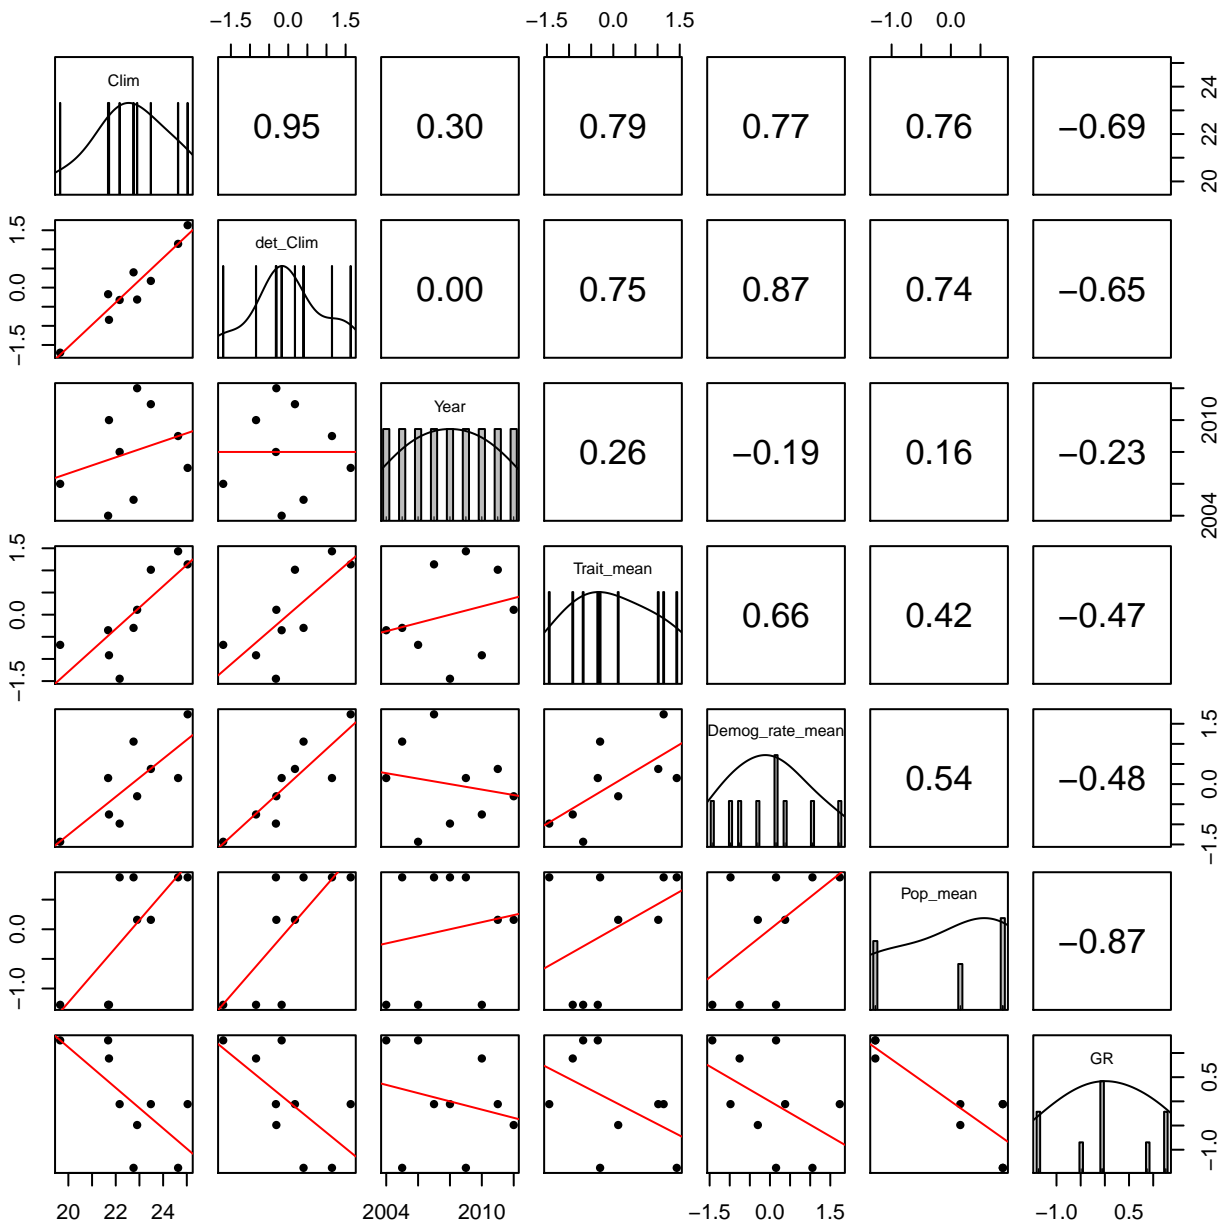 −1.5 0.0 1.5 −1.5 0.0 1.5 −1.0 0.0
Clim 0.95 0.30 0.79 0.77 0.76 −0.69 20 22 24
−1.5 0.0 1.5 det_Clim 0.00 0.75 0.87 0.74 −0.65
Year 0.26 −0.19 0.16 −0.23 2004 2010
−1.5 0.0 1.5 Trait_mean 0.66 0.42 −0.47
Demog_rate_mean 0.54 −0.48 −1.5 0.0 1.5
−1.0 0.0 Pop_mean −0.87
GR −1.0 0.5
20 22 24 2004 2010 −1.5 0.0 1.5 −1.0 0.5